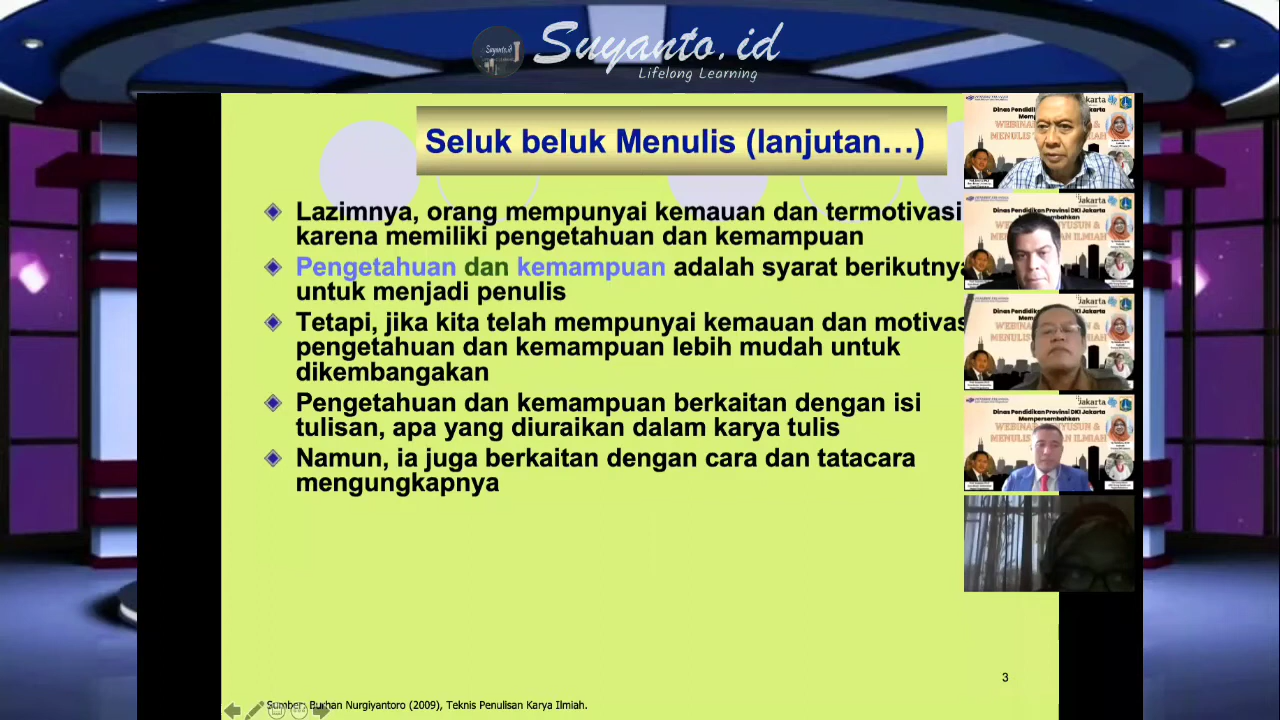 Suyanto.id
Lifelong Learning
Seluk beluk Menulis (lanjutan…)
Lazimnya, orang mempunyai kemauan dan termotivasi
karena memiliki pengetahuan dan kemampuan
Pengetahuan dan kemampuan adalah syarat berikutnya
untuk menjadi penulis
Tetapi, jika kita telah mempunyai kemauan dan motivas
pengetahuan dan kemampuan lebih mudah untuk
dikembangakan
Pengetahuan dan kemampuan berkaitan dengan isi
tulisan, apa yang diuraikan dalam karya tulis
Namun, ia juga berkaitan dengan cara dan tatacara
mengungkapnya
3
Sumber: Burhan Nurgiyantoro (2009), Teknis Penulisan Karya Ilmiah.
Jakarta
Dinas Pendidikan Provinsi DKI Jakarta
Mempersembahkan